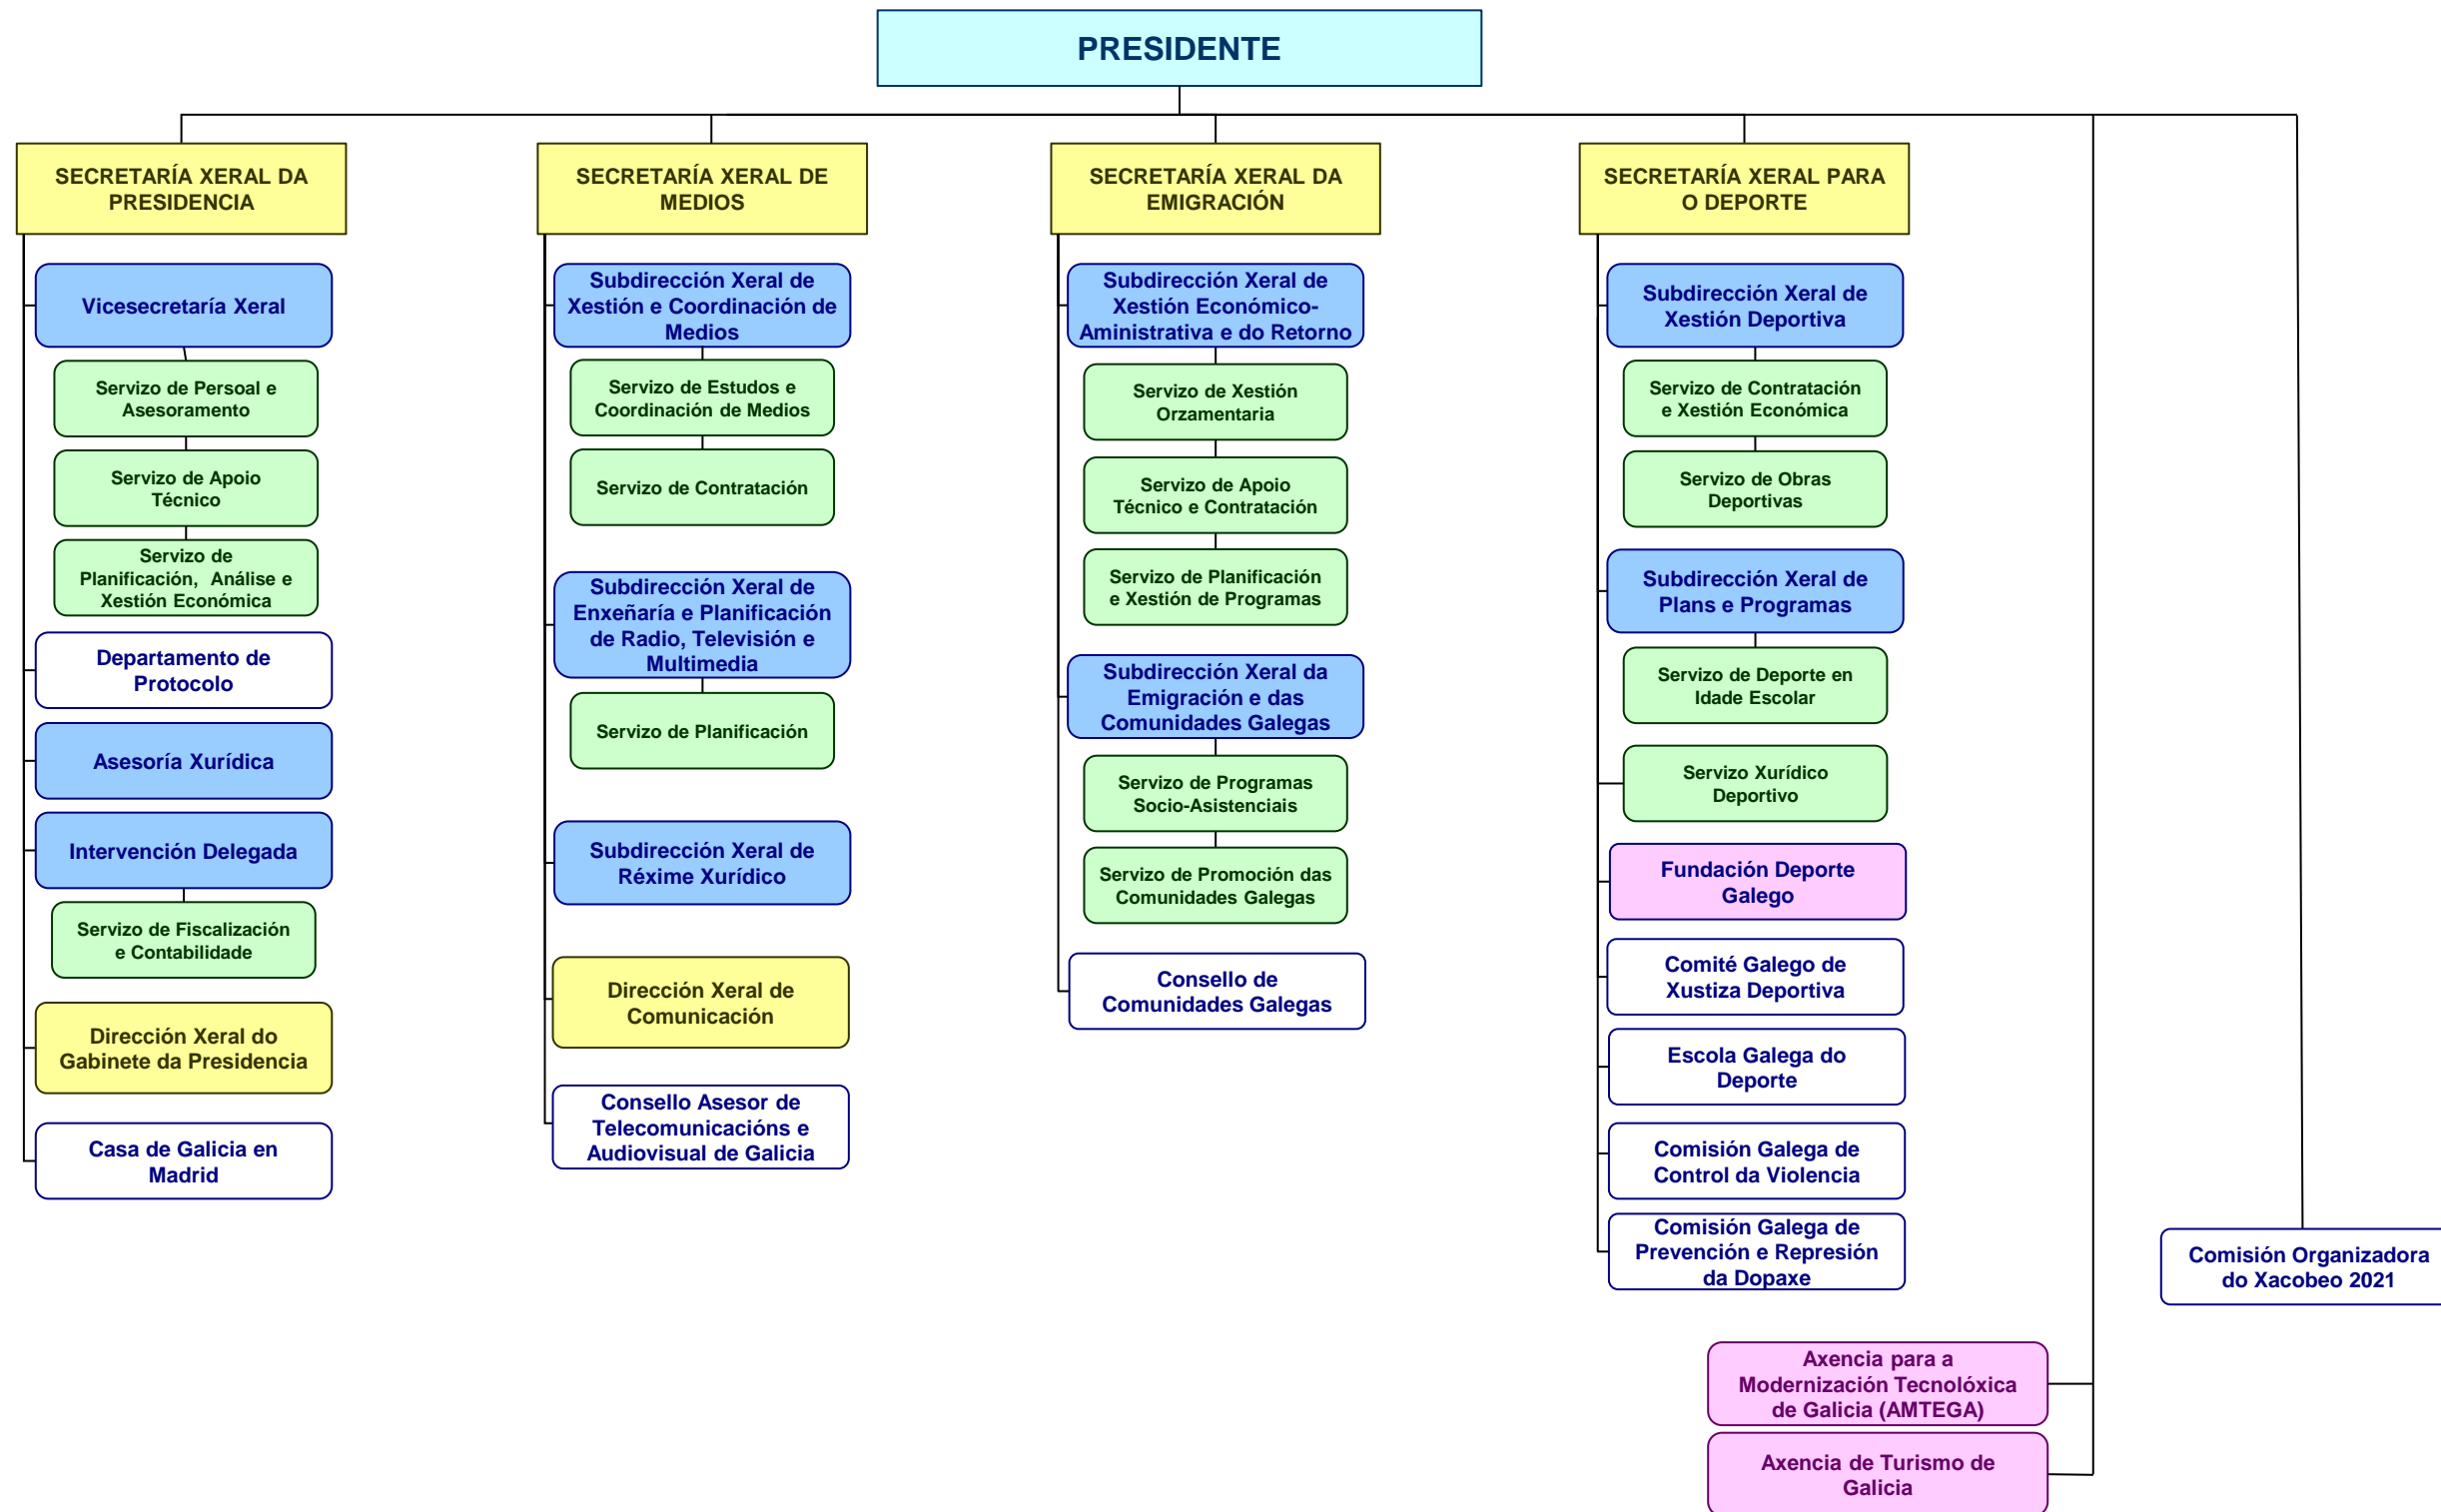 PRESIDENTE
SECRETARÍA XERAL DA
PRESIDENCIA
Vicesecretaría Xeral
Servizo de Persoal e
Asesoramento
Servizo de Apoio
Técnico
Servizo de
Planificación, Análise e
Xestión Económica
Departamento de
Protocolo
Asesoría Xurídica
Intervención Delegada
Servizo de Fiscalización
e Contabilidade
Dirección Xeral do
Gabinete da Presidencia
Casa de Galicia en
Madrid
SECRETARÍA XERAL DE
MEDIOS
Subdirección Xeral de
Xestión e Coordinación de
Medios
Servizo de Estudos e
Coordinación de Medios
Servizo de Contratación
Subdirección Xeral de
Enxeñaría e Planificación
de Radio, Televisión e
Multimedia
Servizo de Planificación
Subdirección Xeral de
Réxime Xurídico
Dirección Xeral de
Comunicación
Consello Asesor de
Telecomunicacións e
Audiovisual de Galicia
SECRETARÍA XERAL DA
EMIGRACIÓN
Subdirección Xeral de
Xestión Económico-
Aministrativa e do Retorno
Servizo de Xestión
Orzamentaria
Servizo de Apoio
Técnico e Contratación
Servizo de Planificación
e Xestión de Programas
Subdirección Xeral da
Emigración e das
Comunidades Galegas
Servizo de Programas
Socio-Asistenciais
Servizo de Promoción das
Comunidades Galegas
Consello de
Comunidades Galegas
SECRETARÍA XERAL PARA
O DEPORTE
Subdirección Xeral de
Xestión Deportiva
Servizo de Contratación
e Xestión Económica
Servizo de Obras
Deportivas
Subdirección Xeral de
Plans e Programas
Servizo de Deporte en
Idade Escolar
Servizo Xurídico
Deportivo
Fundación Deporte
Galego
Comité Galego de
Xustiza Deportiva
Escola Galega do
Deporte
Comisión Galega de
Control da Violencia
Comisión Galega de
Prevención e Represión
da Dopaxe
Comisión Organizadora
do Xacobeo 2021
Axencia para a
Modernización Tecnolóxica
de Galicia (AMTEGA)
Axencia de Turismo de
Galicia